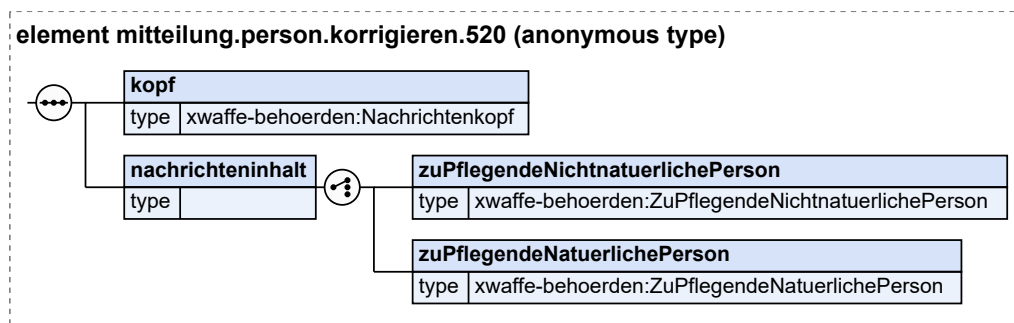 element mitteilung.person.korrigieren.520 (anonymous type)
kopf
type xwaffe-behoerden:Nachrichtenkopf
nachrichteninhalt
type
zuPflegendeNichtnatuerlichePerson
type xwaffe-behoerden:ZuPflegendeNichtnatuerlichePerson
zuPflegendeNatuerlichePerson
type xwaffe-behoerden:ZuPflegendeNatuerlichePerson